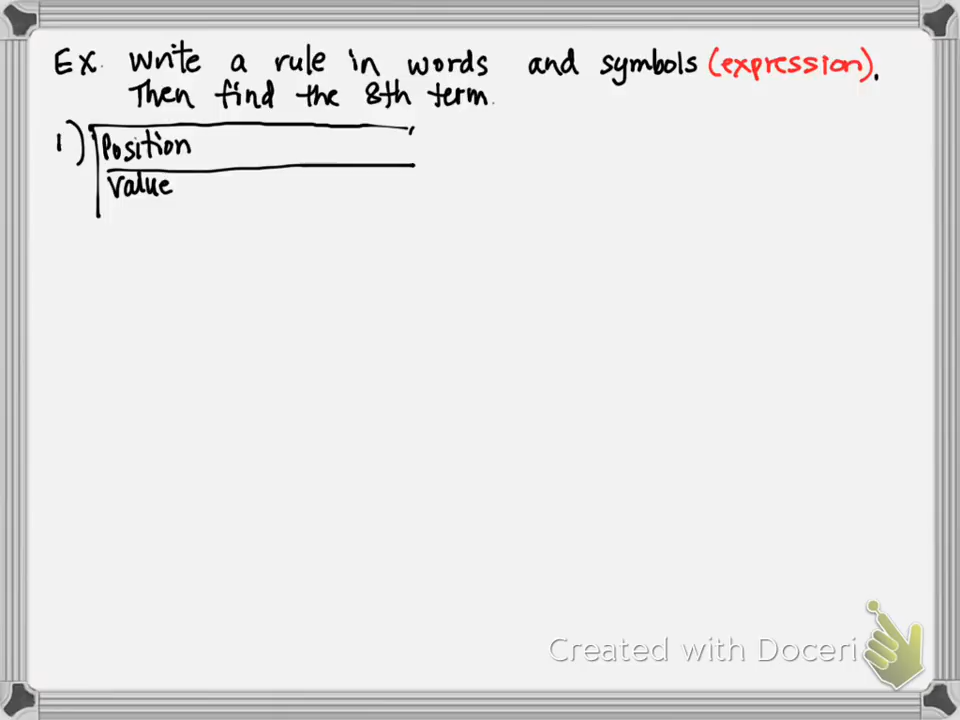 Ex. Write a rule in words and symbols (expression).
Then find the 8th term.
1) Position
Value
Created with Doceri